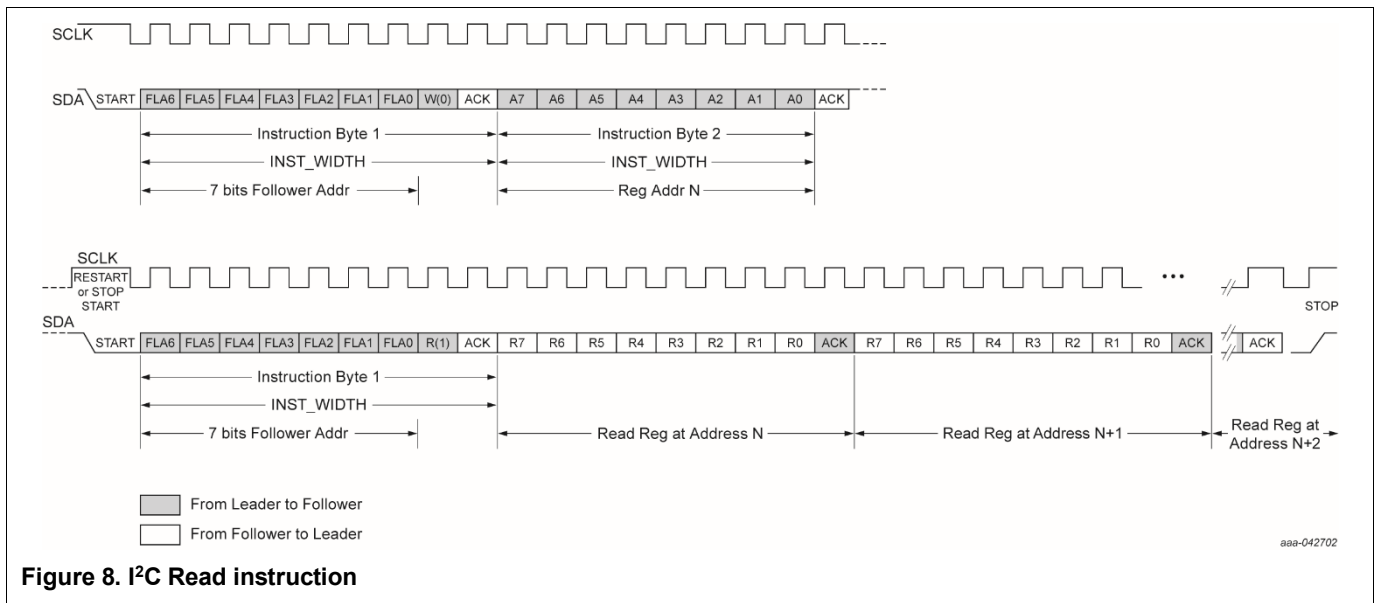 SCLK
SDA START FLA6 FLA5 FLA4 FLA3 FLA2 FLA1 FLA0 W(0) ACK A7 A6 A5 A4 A3 A2 A1 A0 ACK
Instruction Byte 1 Instruction Byte 2
INST_WIDTH INST_WIDTH
7 bits Follower Addr Reg Addr N
SCLK
RESTART
or STOP
START
...
STOP
SDA
START FLA6 FLA5 FLA4 FLA3 FLA2 FLA1 FLA0 R(1) ACK R7 R6 R5 R4 R3 R2 R1 R0 ACK R7 R6 R5 R4 R3 R2 R1 R0 ACK ACK
Instruction Byte 1
INST_WIDTH
7 bits Follower Addr Read Reg at Address N Read Reg at Address N+1 Read Reg at
Address N+2
From Leader to Follower
From Follower to Leader
aaa-042702
Figure 8. I²C Read instruction